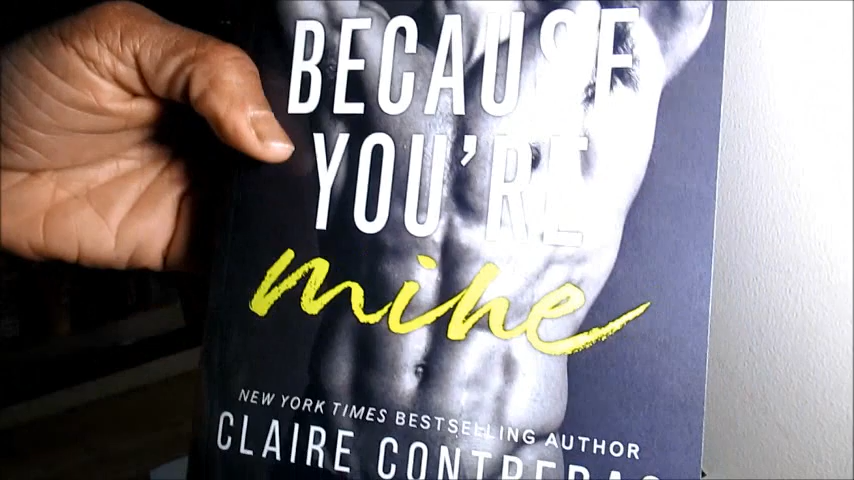 BECAUSE
YOU'RE
mine
NEW YORK TIMES BESTSELLING AUTHOR
CLAIRE CONTRERAS